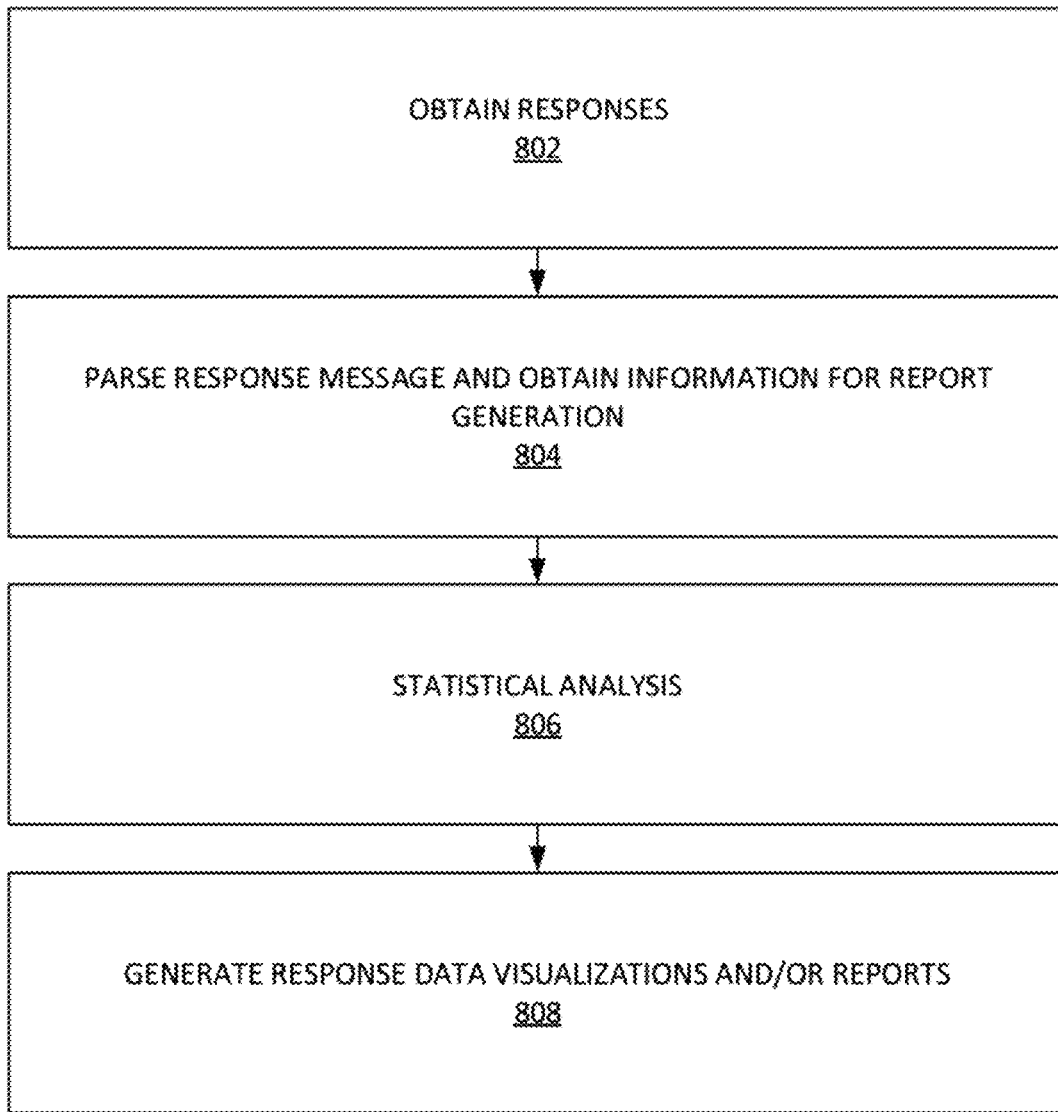 OBTAIN RESPONSES
802
PARSE RESPONSE MESSAGE AND OBTAIN INFORMATION FOR REPORT
GENERATION
804
STATISTICAL ANALYSIS
806
GENERATE RESPONSE DATA VISUALIZATIONS AND/OR REPORTS
808